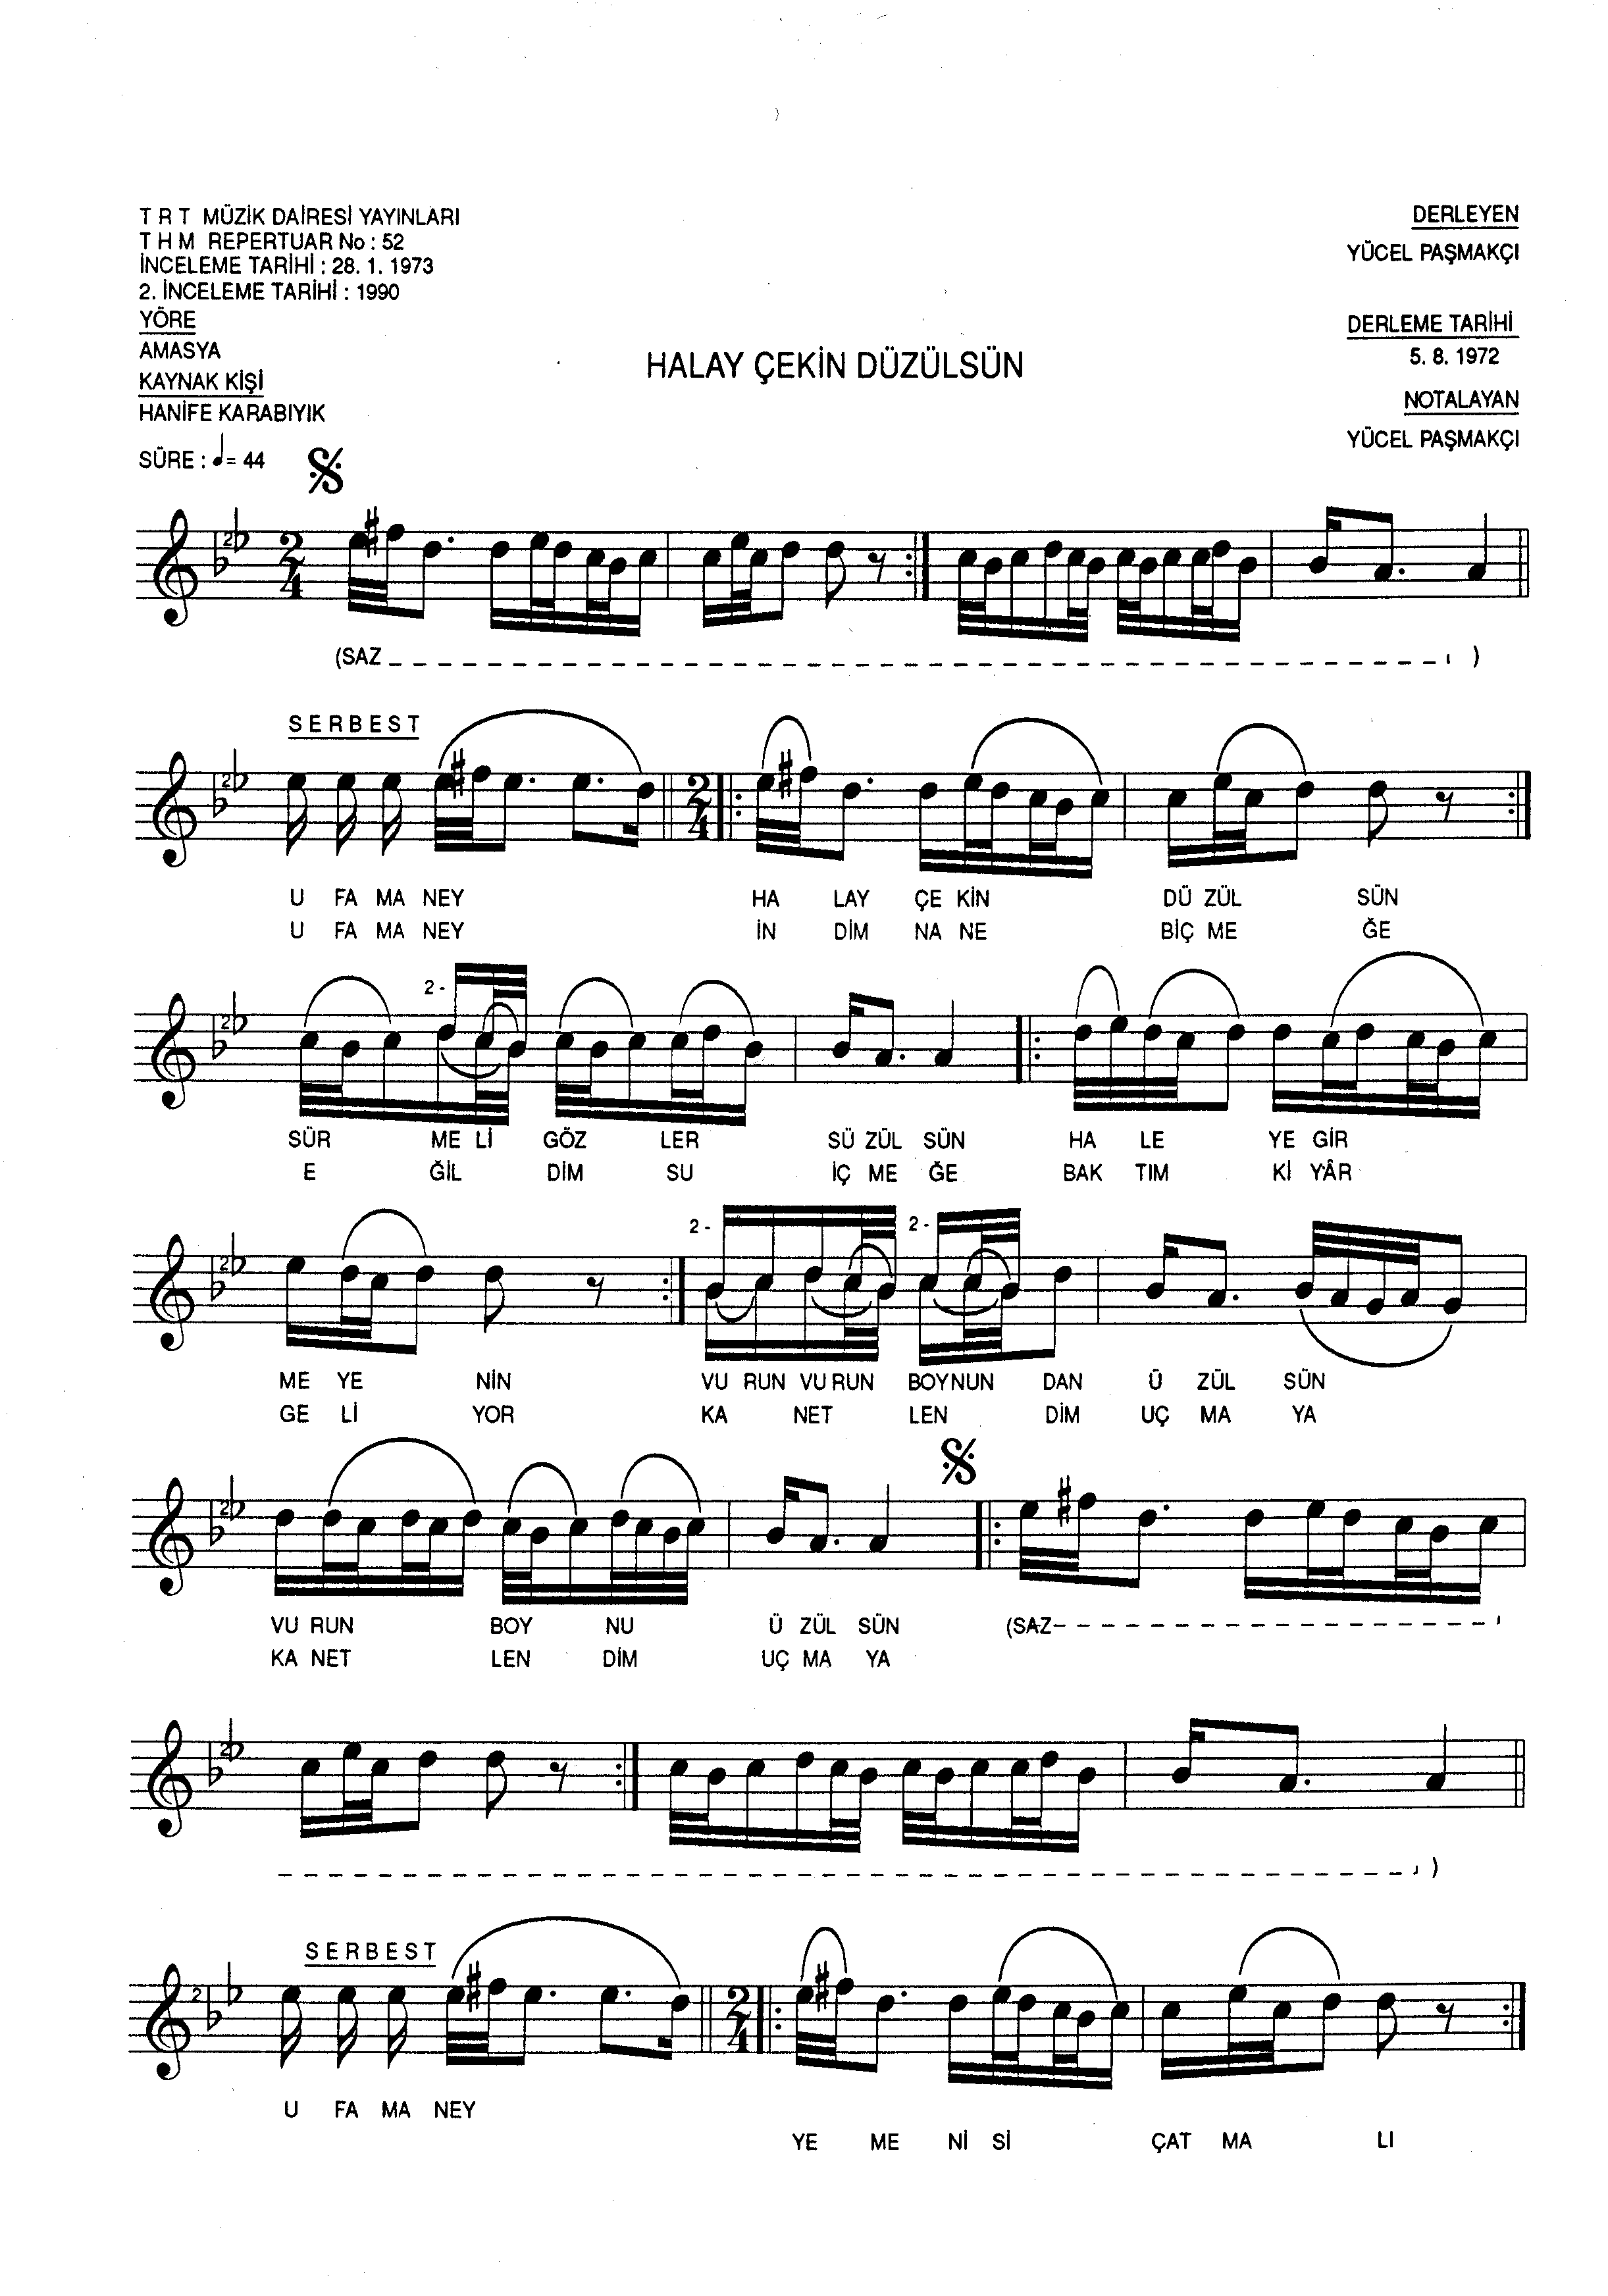 T R T MÜZİK DAİRESİ YAYINLARI
T H M REPERTUAR No : 52
İNCELEME TARİHİ : 28. 1. 1973
2. İNCELEME TARİHİ : 1990
YÖRE
AMASYA
KAYNAK KİŞİ
HANİFE KARABIYIK
SÜRE : ♩= 44
HALAY ÇEKİN DÜZÜLSÜN
DERLEYEN
YÜCEL PAŞMAKÇI
DERLEME TARİHİ
5. 8. 1972
NOTALAYAN
YÜCEL PAŞMAKÇI
(SAZ )
SERBEST
U FA MA NEY HA LAY ÇE KİN DÜ ZÜL SÜN
U FA MA NEY İN DİM NA NE BİÇ ME ĞE
2 -
SÜR ME Lİ GÖZ LER SÜ ZÜL SÜN HA LE YE GİR
E ĞİL DİM SU İÇ ME ĞE BAK TIM Kİ YÂR
2 - 2 -
ME YE NİN VU RUN VU RUN BOYNUN DAN Ü ZÜL SÜN
GE Lİ YOR KA NET LEN DİM UÇ MA YA
VU RUN BOY NU Ü ZÜL SÜN (SAZ
KA NET LEN DİM UÇ MA YA
)
SERBEST
U FA MA NEY
YE ME Nİ Sİ ÇAT MA LI